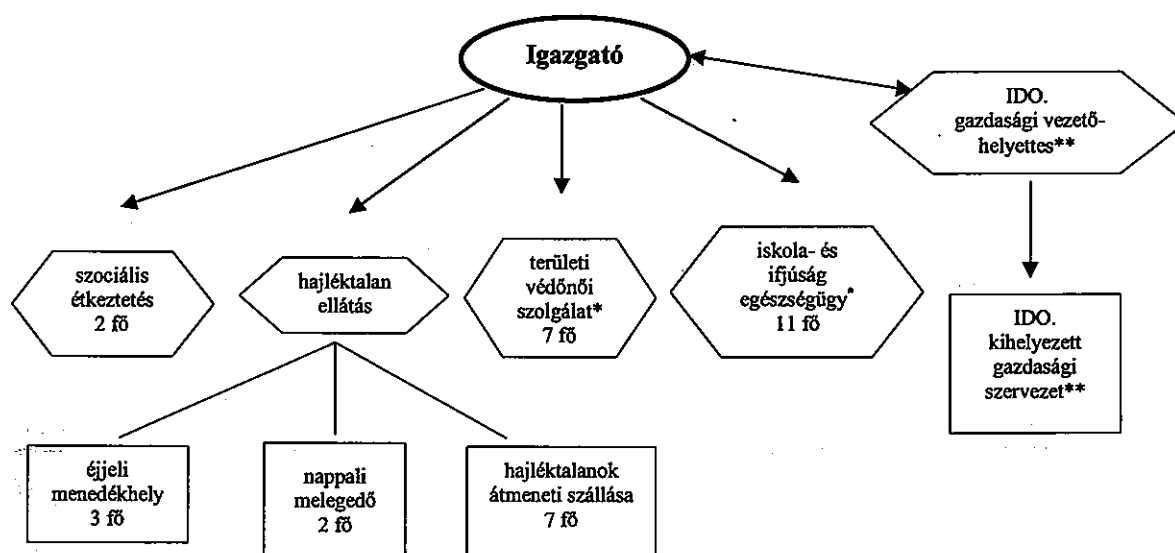 Igazgató
IDO.
gazdasági vezető-
helyettes**
szociális
étkeztetés
2 fő
hajléktalan
ellátás
területi
védőnői
szolgálat*
7 fő
iskola- és
ifjúság
egészségügy*
11 fő
IDO.
kihelyezett
gazdasági
szervezet**
éjjeli
menedékhely
3 fő
nappali
melegedő
2 fő
hajléktalanok
átmeneti szállása
7 fő